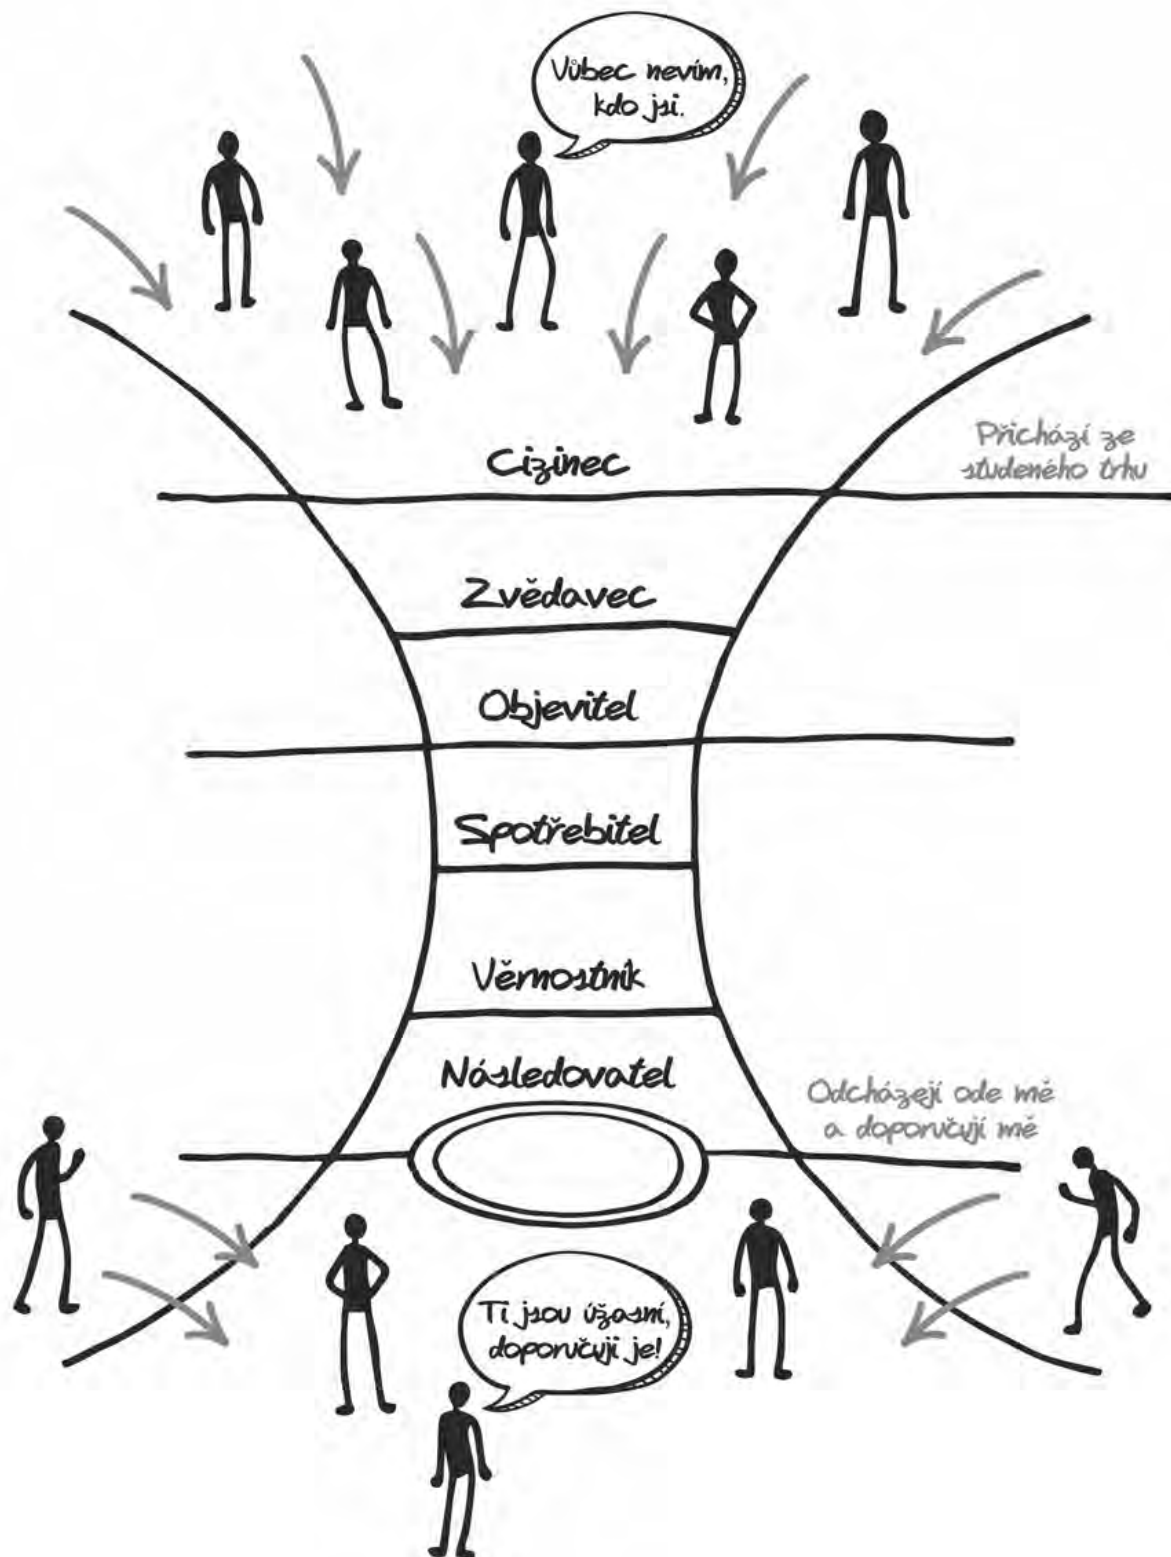 Vůbec nevím,
kdo jsi.
Cizinec
Přichází ze
studeného trhu
Zvědavec
Objevitel
Spotřebitel
Věrnostník
Následovatel
Odcházejí ode mě
a doporučují mě
Ti jsou úžasní,
doporučuji je!